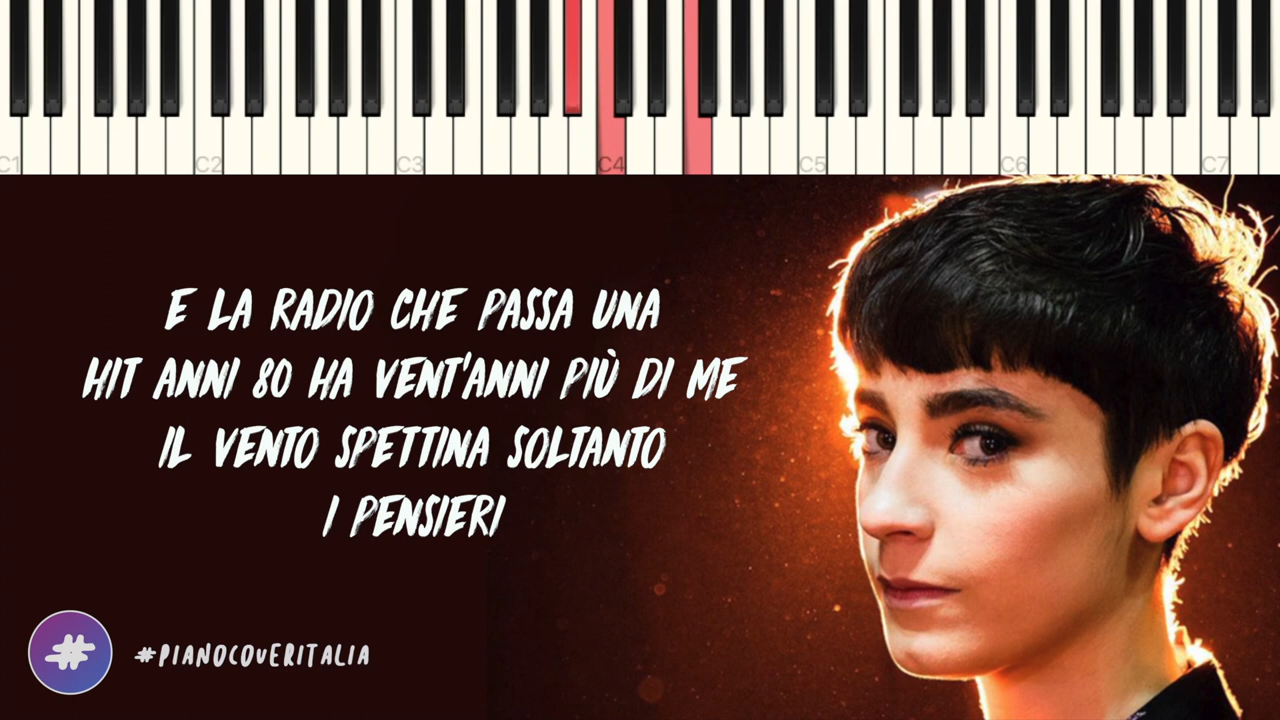 C1 C2 C3 C4 C5 C6 C7
E LA RADIO CHE PASSA UNA
HIT ANNI 80 HA VENT'ANNI PIÙ DI ME
IL VENTO SPETTINA SOLTANTO
I PENSIERI
#PIANOCOVERITALIA